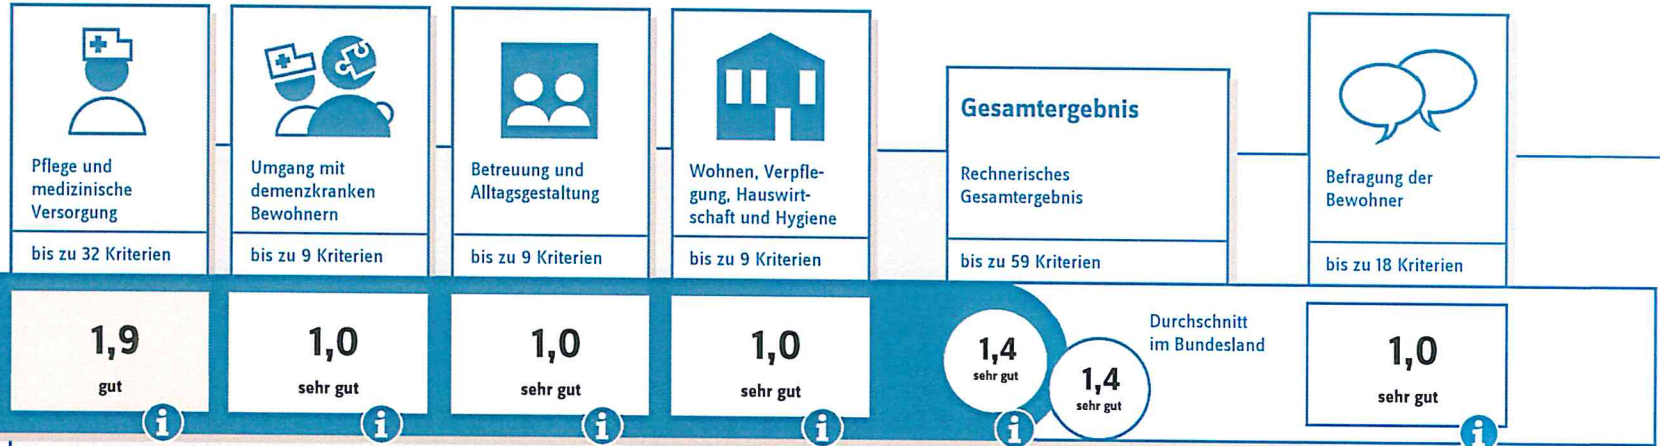 Pflege und
medizinische
Versorgung
bis zu 32 Kriterien
1,9
gut
i
Umgang mit
demenzkranken
Bewohnern
bis zu 9 Kriterien
1,0
sehr gut
i
Betreuung und
Alltagsgestaltung
bis zu 9 Kriterien
1,0
sehr gut
i
Wohnen, Verpfle-
gung, Hauswirt-
schaft und Hygiene
bis zu 9 Kriterien
1,0
sehr gut
i
Gesamtergebnis
Rechnerisches
Gesamtergebnis
bis zu 59 Kriterien
1,4
sehr gut
i
1,4
sehr gut
Durchschnitt
im Bundesland
Befragung der
Bewohner
bis zu 18 Kriterien
1,0
sehr gut
i